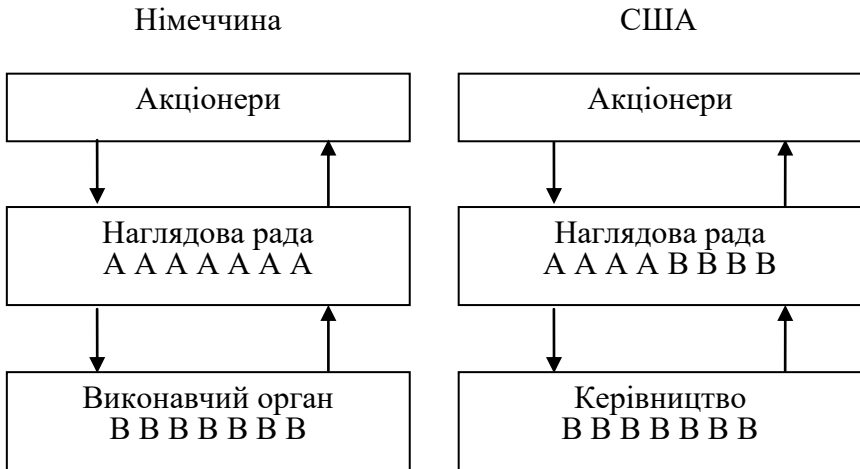 Німеччина
Акціонери
Наглядова рада
А А А А А А А
Виконавчий орган
В В В В В В В
США
Акціонери
Наглядова рада
А А А А В В В В
Керівництво
В В В В В В В